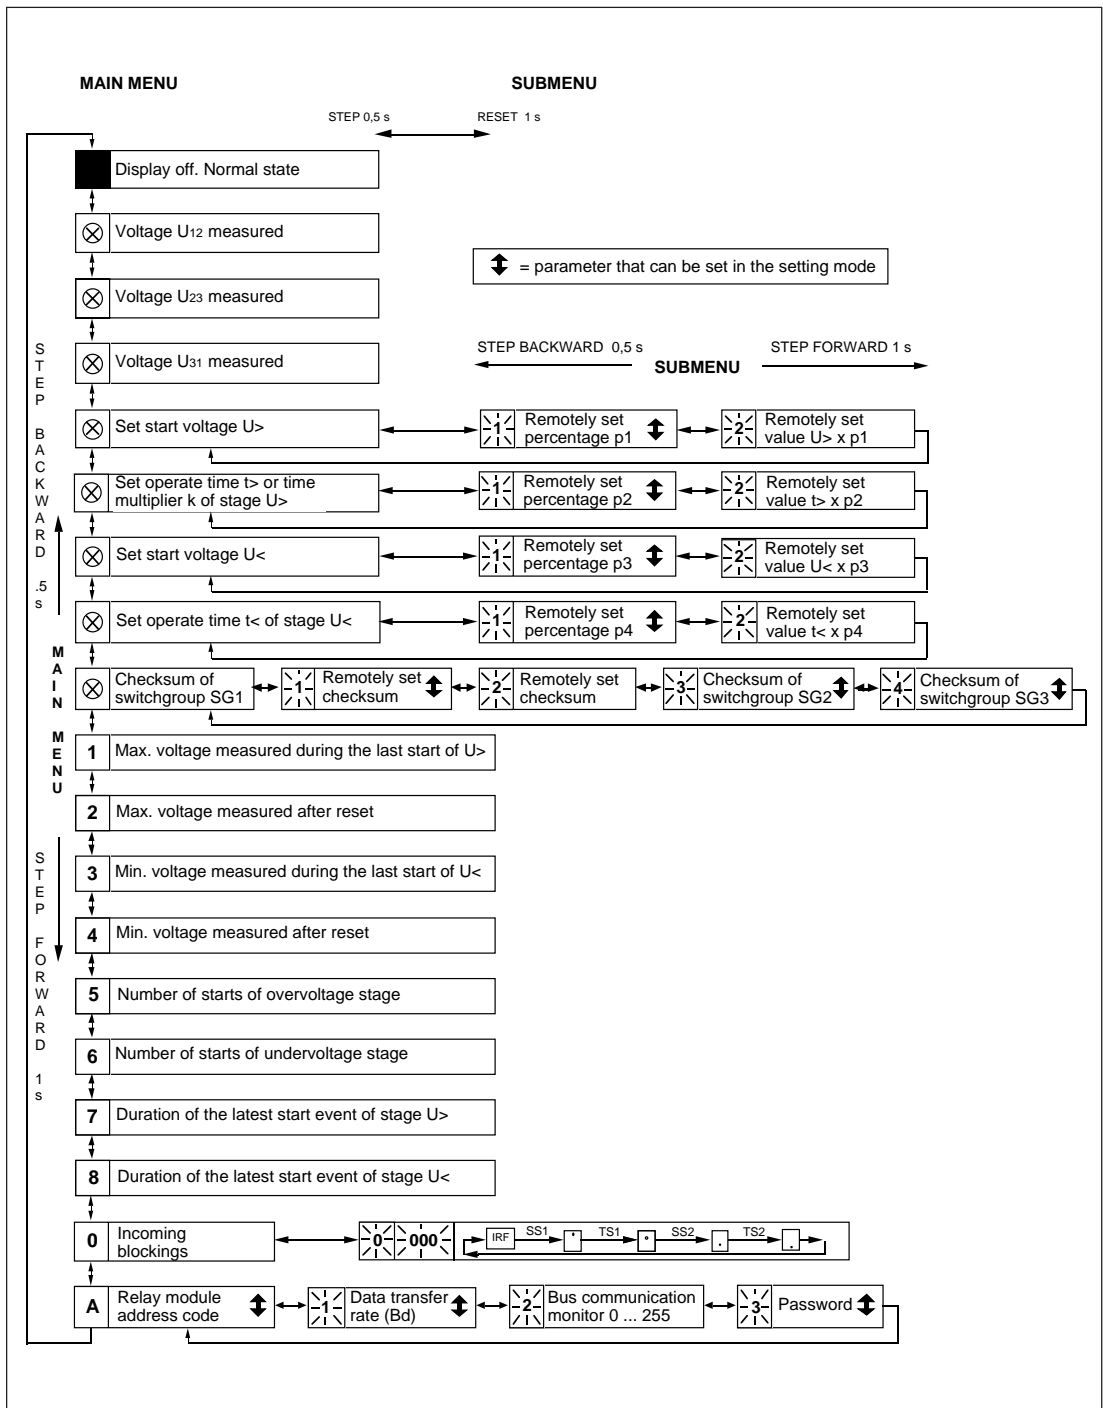 MAIN MENU
SUBMENU
STEP 0,5 s
RESET 1 s
Display off. Normal state
Voltage U12 measured
= parameter that can be set in the setting mode
Voltage U23 measured
Voltage U31 measured
STEP BACKWARD 0,5 s
SUBMENU
STEP FORWARD 1 s
Set start voltage U>
1 Remotely set
percentage p1
2 Remotely set
value U> x p1
Set operate time t> or time
multiplier k of stage U>
1 Remotely set
percentage p2
2 Remotely set
value t> x p2
Set start voltage U<
1 Remotely set
percentage p3
2 Remotely set
value U< x p3
Set operate time t< of stage U<
1 Remotely set
percentage p4
2 Remotely set
value t< x p4
Checksum of
switchgroup SG1
1 Remotely set
checksum
2 Remotely set
checksum
3 Checksum of
switchgroup SG2
4 Checksum of
switchgroup SG3
1 Max. voltage measured during the last start of U>
2 Max. voltage measured after reset
3 Min. voltage measured during the last start of U<
4 Min. voltage measured after reset
5 Number of starts of overvoltage stage
6 Number of starts of undervoltage stage
7 Duration of the latest start event of stage U>
8 Duration of the latest start event of stage U<
0 Incoming
blockings
0 000 IRF SS1 TS1 SS2 TS2
A Relay module
address code
1 Data transfer
rate (Bd)
2 Bus communication
monitor 0 ... 255
3 Password
STEP BACKWARD .5 s
MAIN MENU
STEP FORWARD 1 s